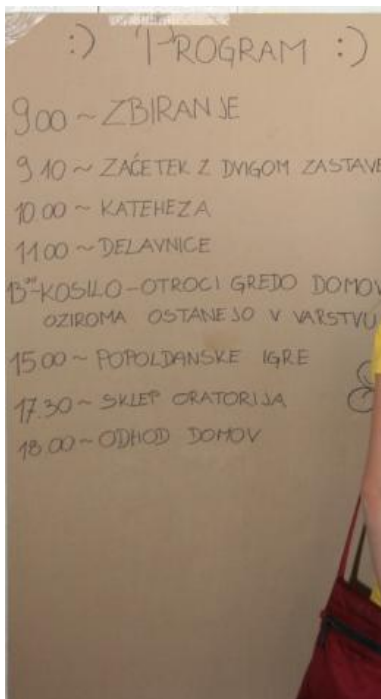 :) PROGRAM :)
9.00 ~ ZBIRANJE
9.10 ~ ZAČETEK Z DVIGOM ZASTAVE
10.00 ~ KATEHEZA
11.00 ~ DELAVNICE
13.00 - KOSILO - OTROCI GREDO DOMOV
OZIROMA OSTANEJO V VARSTVU
15.00 ~ POPOLDANSKE IGRE
17.30 ~ SKLEP ORATORIJA
18.00 ~ ODHOD DOMOV